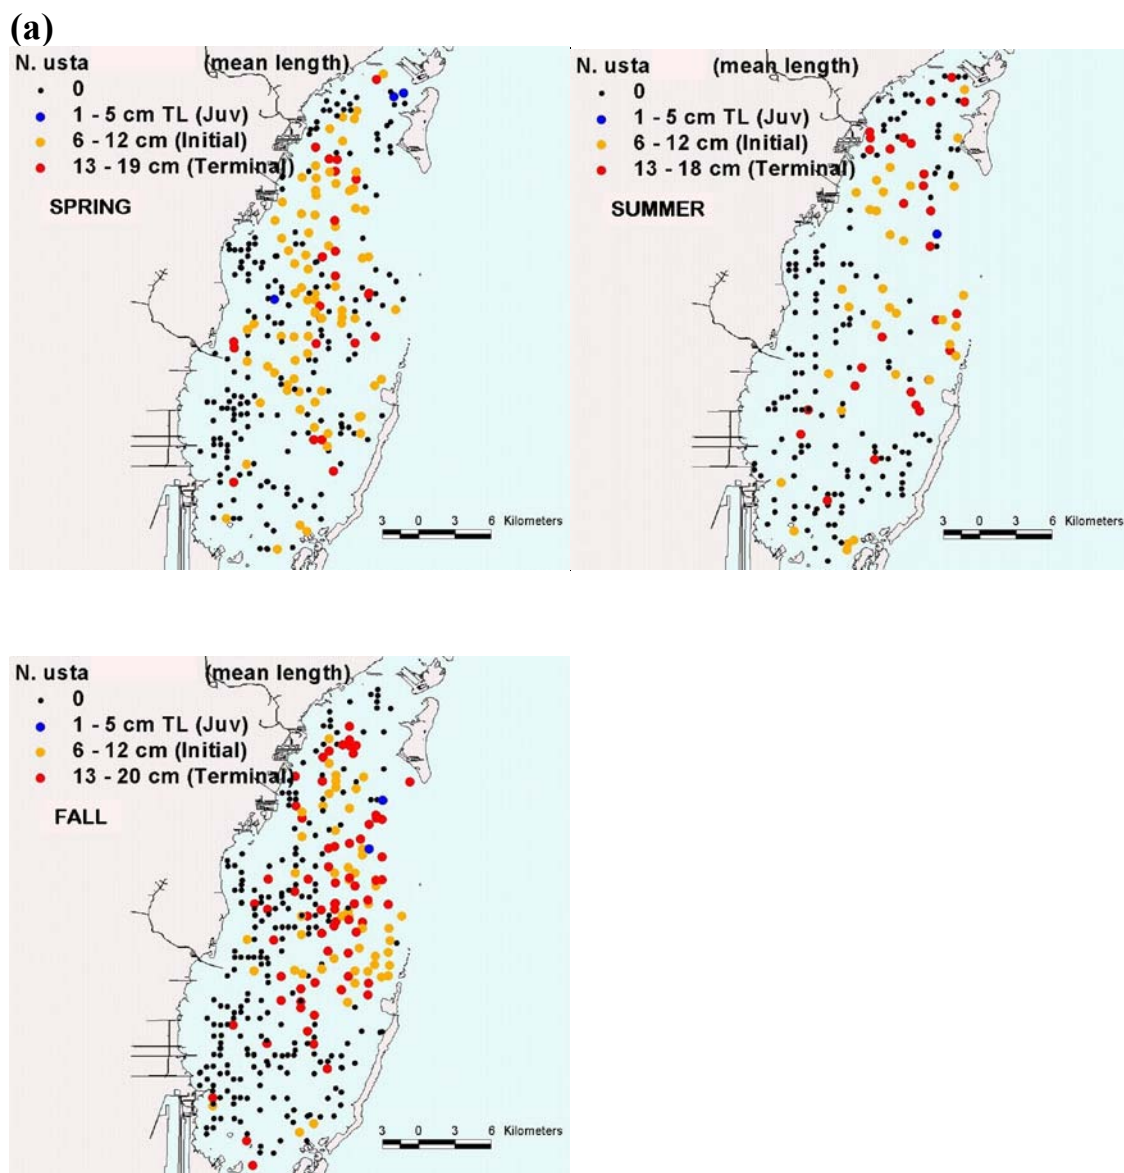 (a)
N. usta (mean length)
0
1 - 5 cm TL (Juv)
6 - 12 cm (Initial)
13 - 19 cm (Terminal)
SPRING
3 0 3 6 Kilometers
N. usta (mean length)
0
1 - 5 cm TL (Juv)
6 - 12 cm (Initial)
13 - 18 cm (Terminal)
SUMMER
3 0 3 6 Kilometers
N. usta (mean length)
0
1 - 5 cm TL (Juv)
6 - 12 cm (Initial)
13 - 20 cm (Terminal)
FALL
3 0 3 6 Kilometers